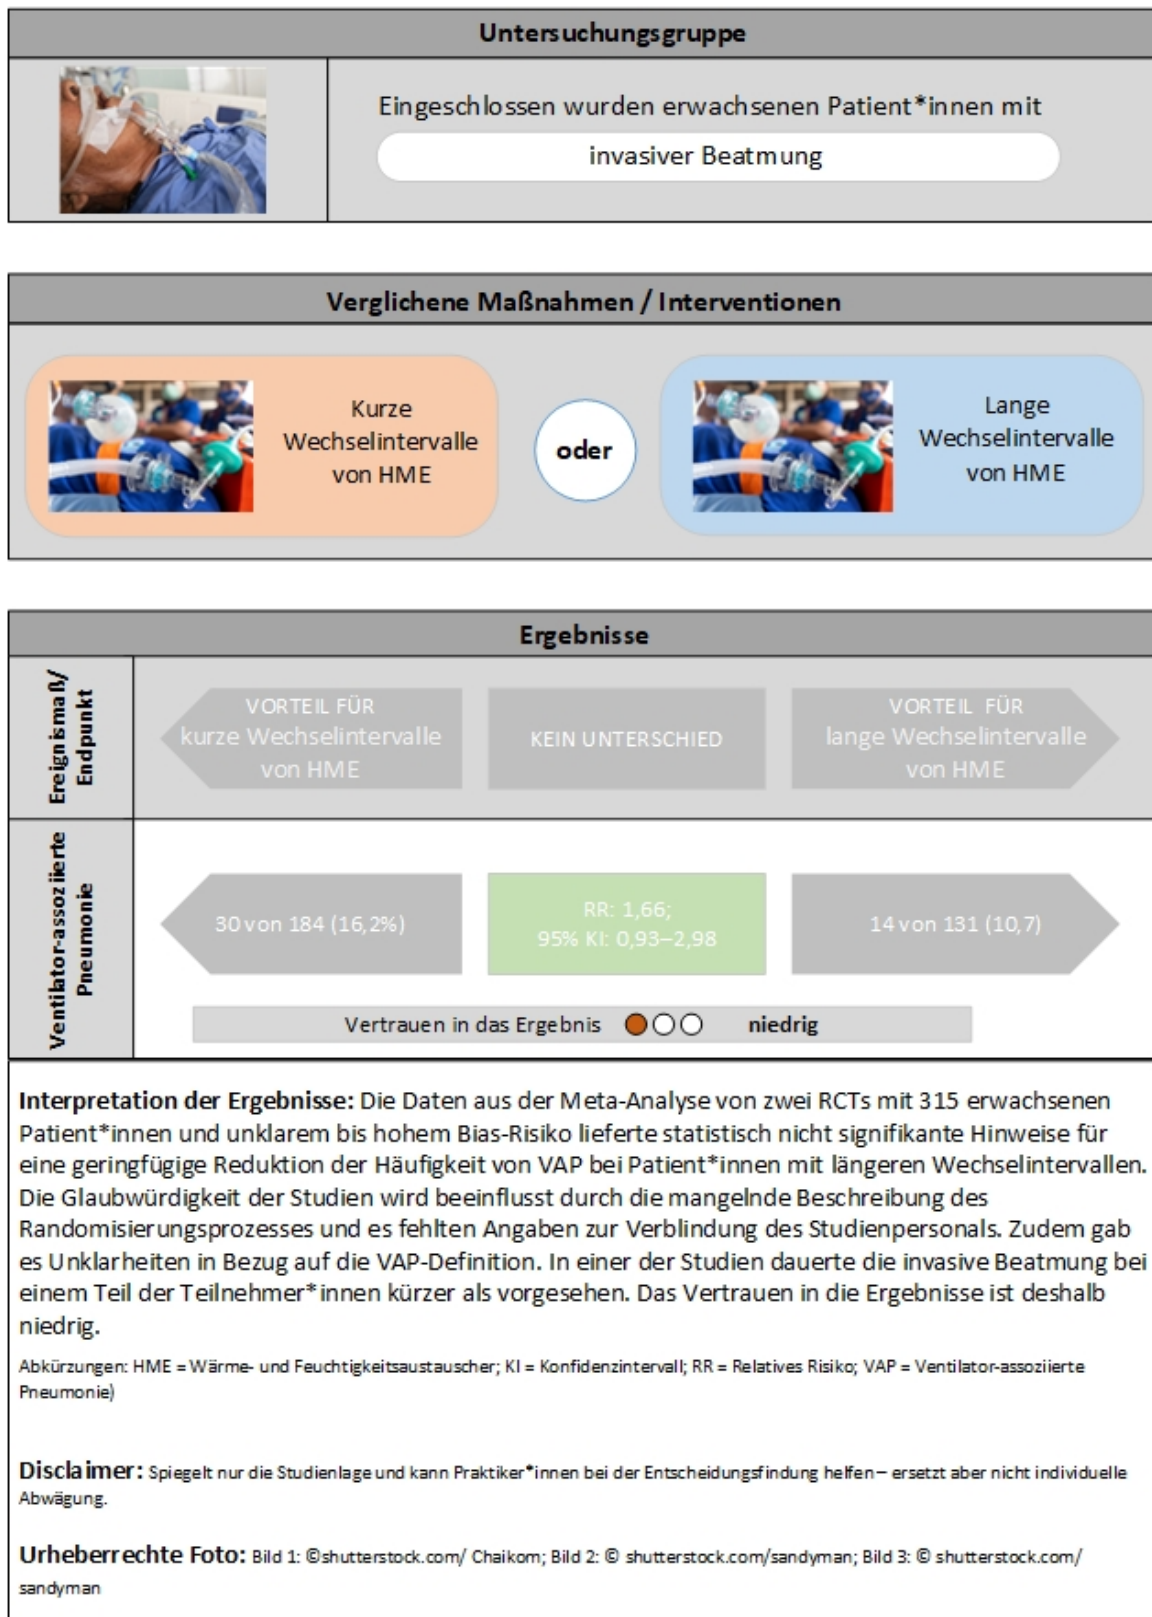 Untersuchungsgruppe
Eingeschlossen wurden erwachsenen Patient*innen mit
invasiver Beatmung
Verglichene Maßnahmen / Interventionen
Kurze
Wechselintervalle
von HME
oder
Lange
Wechselintervalle
von HME
Ergebnisse
Ereignismaß/
Endpunkt
VORTEIL FÜR
kurze Wechselintervalle
von HME
KEIN UNTERSCHIED
VORTEIL FÜR
lange Wechselintervalle
von HME
Ventilator-assoziierte
Pneumonie
30 von 184 (16,2%)
RR: 1,66;
95% KI: 0,93–2,98
14 von 131 (10,7)
Vertrauen in das Ergebnis niedrig
Interpretation der Ergebnisse: Die Daten aus der Meta-Analyse von zwei RCTs mit 315 erwachsenen
Patient*innen und unklarem bis hohem Bias-Risiko lieferte statistisch nicht signifikante Hinweise für
eine geringfügige Reduktion der Häufigkeit von VAP bei Patient*innen mit längeren Wechselintervallen.
Die Glaubwürdigkeit der Studien wird beeinflusst durch die mangelnde Beschreibung des
Randomisierungsprozesses und es fehlten Angaben zur Verblindung des Studienpersonals. Zudem gab
es Unklarheiten in Bezug auf die VAP-Definition. In einer der Studien dauerte die invasive Beatmung bei
einem Teil der Teilnehmer*innen kürzer als vorgesehen. Das Vertrauen in die Ergebnisse ist deshalb
niedrig.
Abkürzungen: HME = Wärme- und Feuchtigkeitsaustauscher; KI = Konfidenzintervall; RR = Relatives Risiko; VAP = Ventilator-assoziierte
Pneumonie)
Disclaimer: Spiegelt nur die Studienlage und kann Praktiker*innen bei der Entscheidungsfindung helfen – ersetzt aber nicht individuelle
Abwägung.
Urheberrechte Foto: Bild 1: ©shutterstock.com/ Chaikom; Bild 2: © shutterstock.com/sandyman; Bild 3: © shutterstock.com/
sandyman